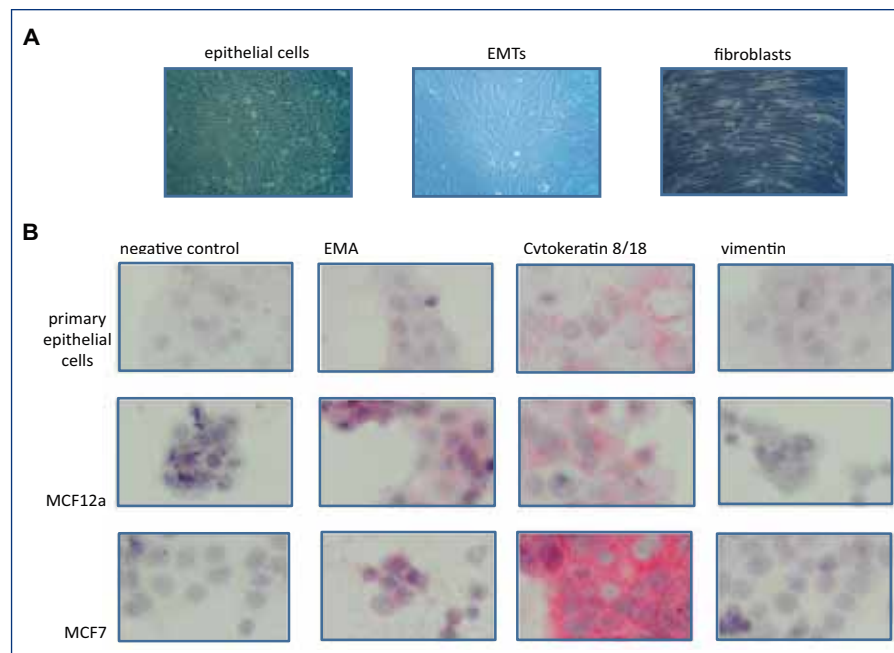 A
epithelial cells EMTs fibroblasts
B
negative control EMA Cytokeratin 8/18 vimentin
primary
epithelial
cells
MCF12a
MCF7